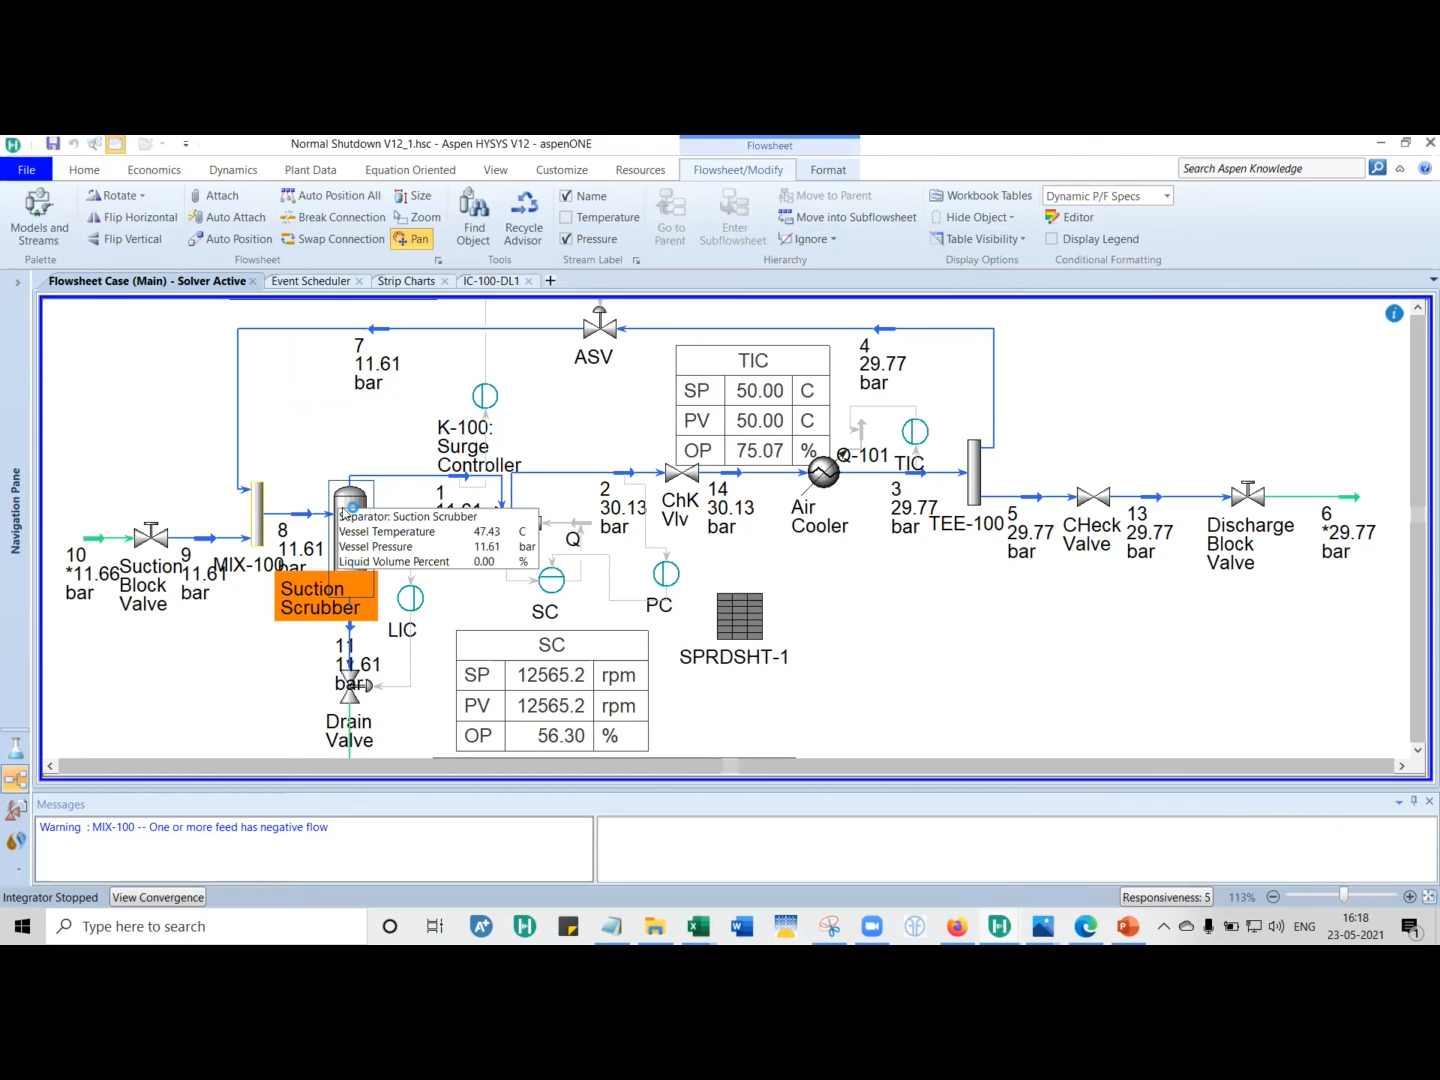 Normal Shutdown V12_1.hsc - Aspen HYSYS V12 - aspenONE
Flowsheet
File
Home
Economics
Dynamics
Plant Data
Equation Oriented
View
Customize
Resources
Flowsheet/Modify
Format
Search Aspen Knowledge
Models and
Streams
Palette
Rotate
Flip Horizontal
Flip Vertical
Attach
Auto Attach
Auto Position
Auto Position All
Break Connection
Swap Connection
Size
Zoom
Pan
Flowsheet
Find
Object
Recycle
Advisor
Tools
Name
Temperature
Pressure
Stream Label
Go to
Parent
Enter
Subflowsheet
Move to Parent
Move into Subflowsheet
Ignore
Hierarchy
Workbook Tables
Hide Object
Table Visibility
Display Options
Dynamic P/F Specs
Editor
Display Legend
Conditional Formatting
Flowsheet Case (Main) - Solver Active
Event Scheduler
Strip Charts
IC-100-DL1
Navigation Pane
7
11.61
bar
ASV
4
29.77
bar
TIC
SP 50.00 C
PV 50.00 C
OP 75.07 %
K-100:
Surge
Controller
Q-101
TIC
1
2
30.13
bar
ChK
Vlv
14
30.13
bar
Air
Cooler
3
29.77
bar
TEE-100
5
29.77
bar
CHeck
Valve
13
29.77
bar
Discharge
Block
Valve
6
*29.77
bar
10
*11.66
bar
Suction
Block
Valve
9
11.61
bar
MIX-100
8
11.61
bar
Separator: Suction Scrubber
Vessel Temperature 47.43 C
Vessel Pressure 11.61 bar
Liquid Volume Percent 0.00 %
Suction
Scrubber
Q
LIC
SC
PC
SPRDSHT-1
11
11.61
bar
Drain
Valve
SC
SP 12565.2 rpm
PV 12565.2 rpm
OP 56.30 %
Messages
Warning : MIX-100 -- One or more feed has negative flow
Integrator Stopped
View Convergence
Responsiveness: 5
113%
Type here to search
ENG
16:18
23-05-2021